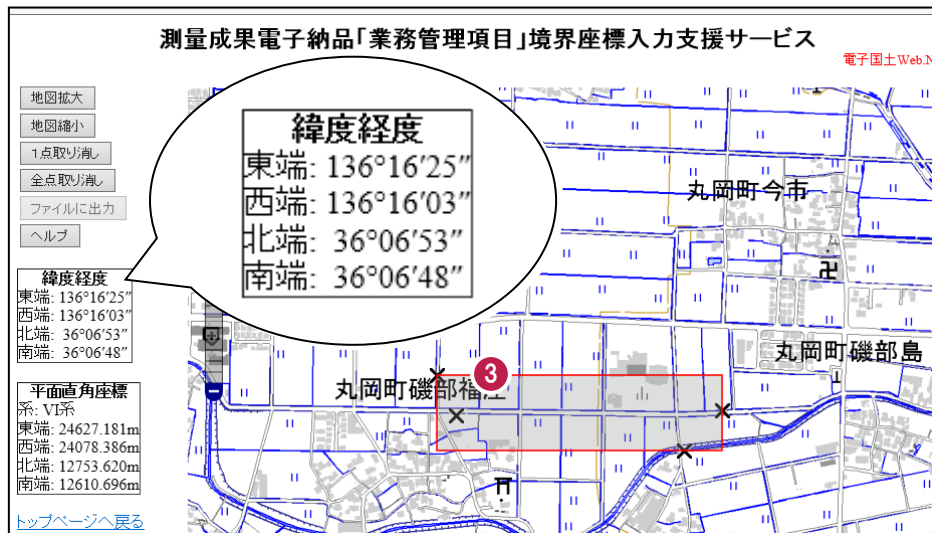 測量成果電子納品「業務管理項目」境界座標入力支援サービス
電子国土Web.N
地図拡大
地図縮小
1点取り消し
全点取り消し
ファイルに出力
ヘルプ
緯度経度
東端: 136°16′25″
西端: 136°16′03″
北端: 36°06′53″
南端: 36°06′48″
緯度経度
東端: 136°16′25″
西端: 136°16′03″
北端: 36°06′53″
南端: 36°06′48″
平面直角座標
系: VI系
東端: 24627.181m
西端: 24078.386m
北端: 12753.620m
南端: 12610.696m
トップページへ戻る
丸岡町今市
丸岡町磯部島
3
丸岡町磯部福